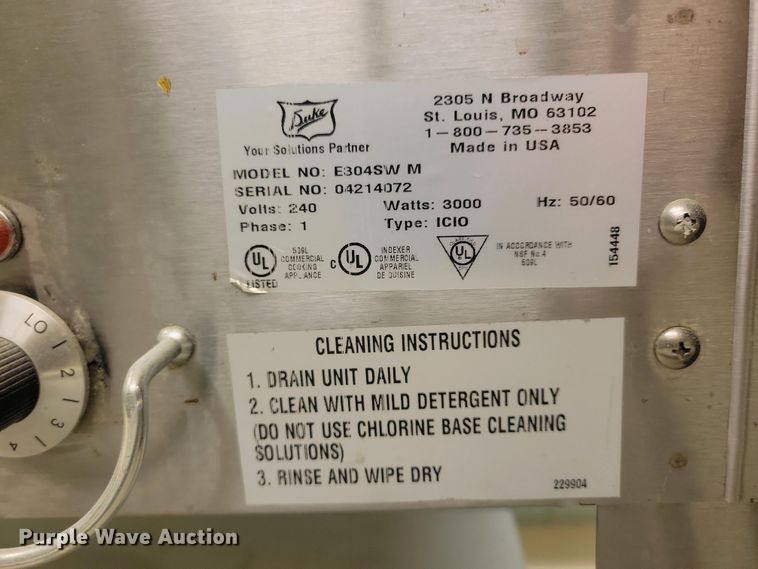 Duke
Your Solutions Partner
2305 N Broadway
St. Louis, MO 63102
1-800-735-3853
Made in USA
MODEL NO: E304SW M
SERIAL NO: 04214072
Volts: 240 Watts: 3000 Hz: 50/60
Phase: 1 Type: ICIO
UL
LISTED
509L
COMMERCIAL
COOKING
APPLIANCE
C UL
INDEXER
COMMERCIAL
APPAREIL
DE CUISINE
UL
IN ACCORDANCE WITH
NSF No.4
509L
154448
LO
1
2
3
4
CLEANING INSTRUCTIONS
1. DRAIN UNIT DAILY
2. CLEAN WITH MILD DETERGENT ONLY
(DO NOT USE CHLORINE BASE CLEANING
SOLUTIONS)
3. RINSE AND WIPE DRY
229904
Purple Wave Auction